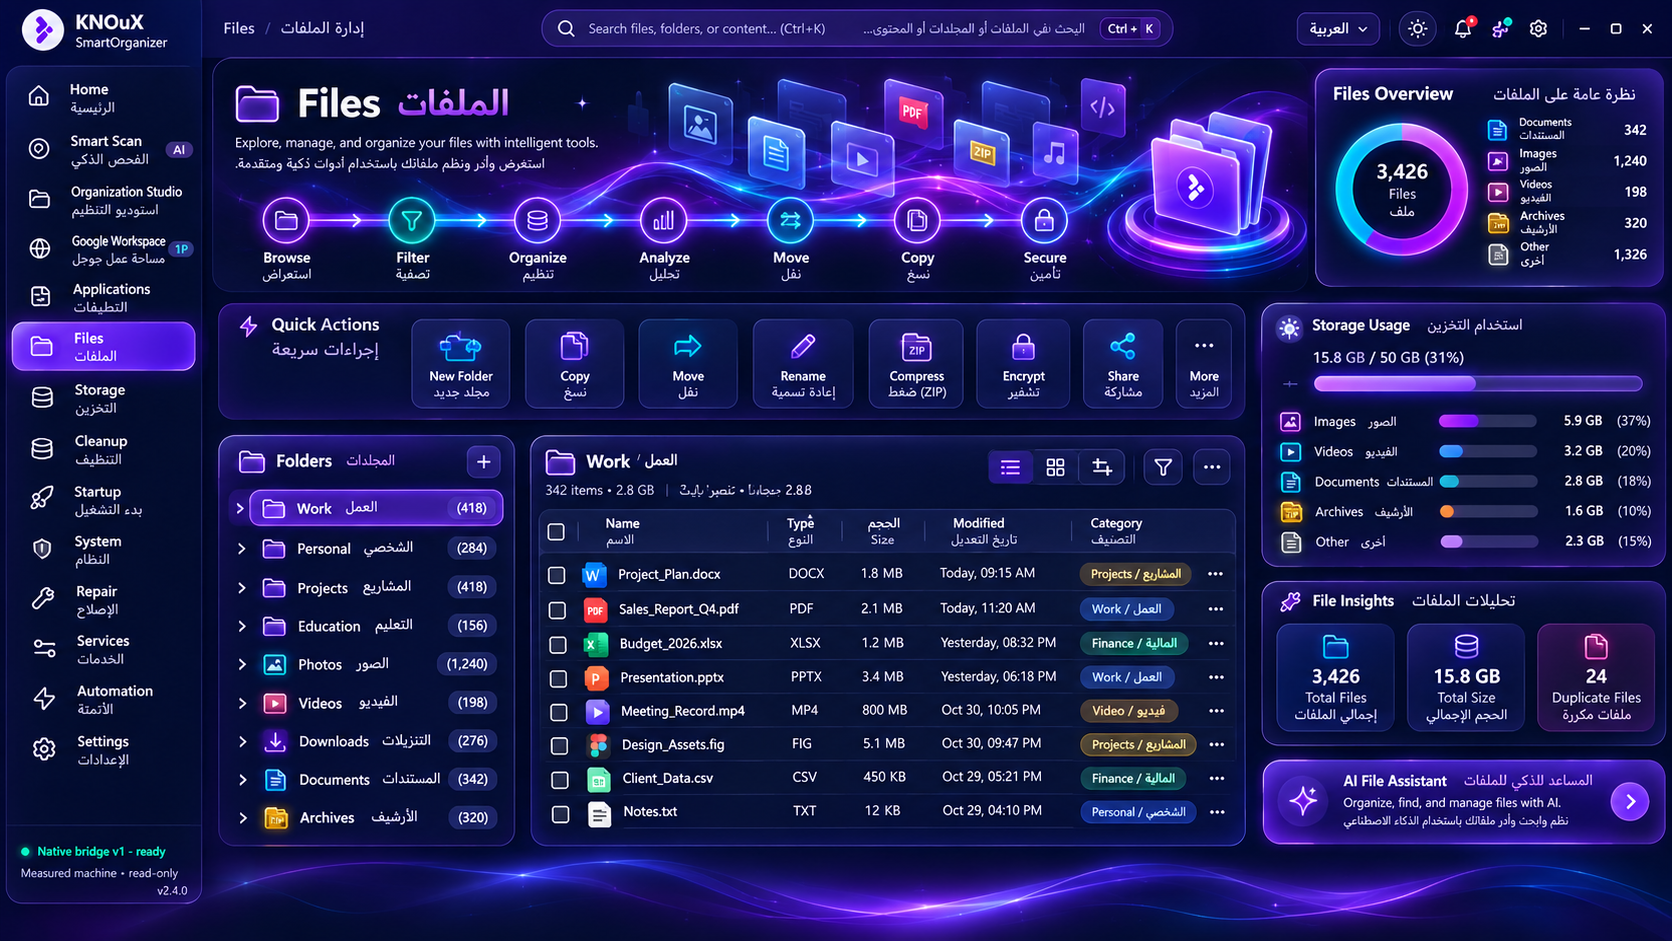 KNOuX
SmartOrganizer
Home
الرئيسية
Smart Scan
الفحص الذكي
AI
Organization Studio
استوديو التنظيم
Google Workspace
مساحة عمل جوجل
1P
Applications
التطبيقات
Files
الملفات
Storage
التخزين
Cleanup
التنظيف
Startup
بدء التشغيل
System
النظام
Repair
الإصلاح
Services
الخدمات
Automation
الأتمتة
Settings
الإعدادات
Native bridge v1 - ready
Measured machine • read-only
v2.4.0
Files / إدارة الملفات
Search files, folders, or content... (Ctrl+K)
البحث في الملفات أو المجلدات أو المحتوى...
Ctrl + K
العربية
Files الملفات
Explore, manage, and organize your files with intelligent tools.
استعرض وأدر ونظم ملفاتك باستخدام أدوات ذكية ومتقدمة.
PDF
ZIP
</>
Browse
استعراض
Filter
تصفية
Organize
تنظيم
Analyze
تحليل
Move
نقل
Copy
نسخ
Secure
تأمين
Files Overview نظرة عامة على الملفات
3,426
Files
ملف
Documents
المستندات
342
Images
الصور
1,240
Videos
الفيديو
198
Archives
الأرشيف
320
Other
أخرى
1,326
Quick Actions
إجراءات سريعة
New Folder
مجلد جديد
Copy
نسخ
Move
نقل
Rename
إعادة تسمية
ZIP
Compress
ضغط (ZIP)
Encrypt
تشفير
Share
مشاركة
More
المزيد
Storage Usage استخدام التخزين
15.8 GB / 50 GB (31%)
Images الصور 5.9 GB (37%)
Videos الفيديو 3.2 GB (20%)
Documents المستندات 2.8 GB (18%)
Archives الأرشيف 1.6 GB (10%)
Other أخرى 2.3 GB (15%)
Folders المجلدات
Work العمل (418)
Personal الشخصي (284)
Projects المشاريع (418)
Education التعليم (156)
Photos الصور (1,240)
Videos الفيديو (198)
Downloads التنزيلات (276)
Documents المستندات (342)
Archives الأرشيف (320)
Work / العمل
342 items • 2.8 GB | 2.8
Name
الاسم
Type
النوع
الحجم
Size
Modified
تاريخ التعديل
Category
التصنيف
W Project_Plan.docx DOCX 1.8 MB Today, 09:15 AM Projects / المشاريع
PDF Sales_Report_Q4.pdf PDF 2.1 MB Today, 11:20 AM Work / العمل
X Budget_2026.xlsx XLSX 1.2 MB Yesterday, 08:32 PM Finance / المالية
P Presentation.pptx PPTX 3.4 MB Yesterday, 06:18 PM Work / العمل
Meeting_Record.mp4 MP4 800 MB Oct 30, 10:05 PM Video / فيديو
Design_Assets.fig FIG 5.1 MB Oct 30, 09:47 PM Projects / المشاريع
Client_Data.csv CSV 450 KB Oct 29, 05:21 PM Finance / المالية
Notes.txt TXT 12 KB Oct 29, 04:10 PM Personal / الشخصي
File Insights تحليلات الملفات
3,426
Total Files
إجمالي الملفات
15.8 GB
Total Size
الحجم الإجمالي
24
Duplicate Files
ملفات مكررة
AI File Assistant المساعد للذكي للملفات
Organize, find, and manage files with AI.
نظم وابحث وأدر ملفاتك باستخدام الذكاء الاصطناعي